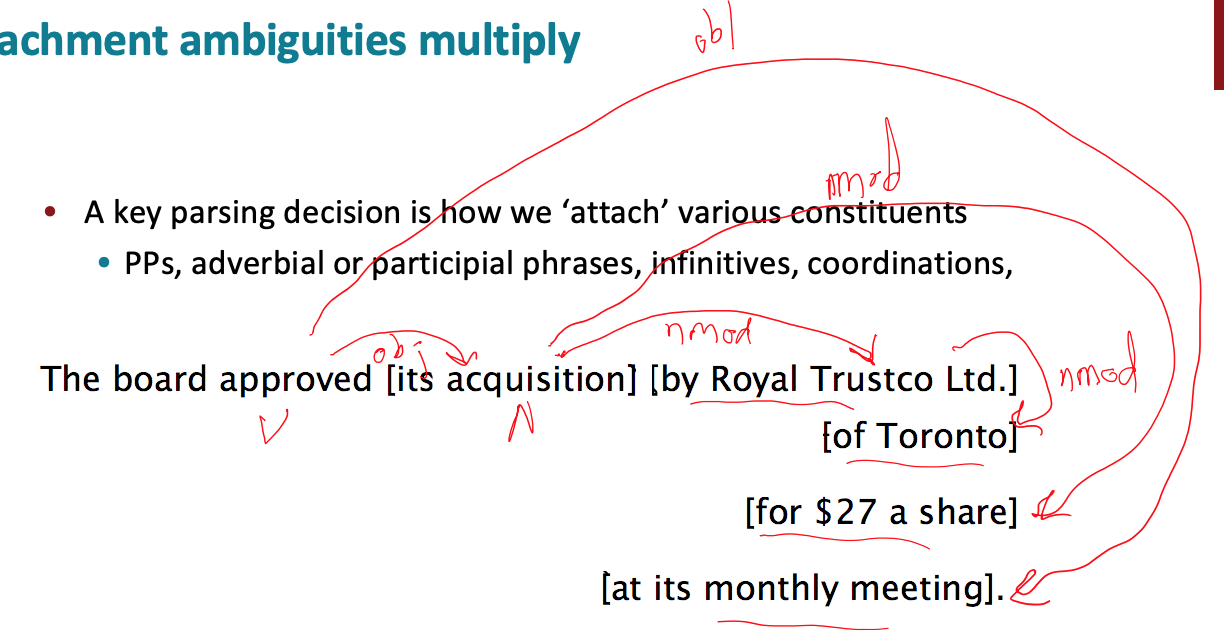 achment ambiguities multiply
obl
nmod
• A key parsing decision is how we ‘attach’ various constituents
• PPs, adverbial or participial phrases, infinitives, coordinations,
obj
nmod
The board approved [its acquisition] [by Royal Trustco Ltd.]
nmod
V
N
[of Toronto]
[for $27 a share]
[at its monthly meeting].